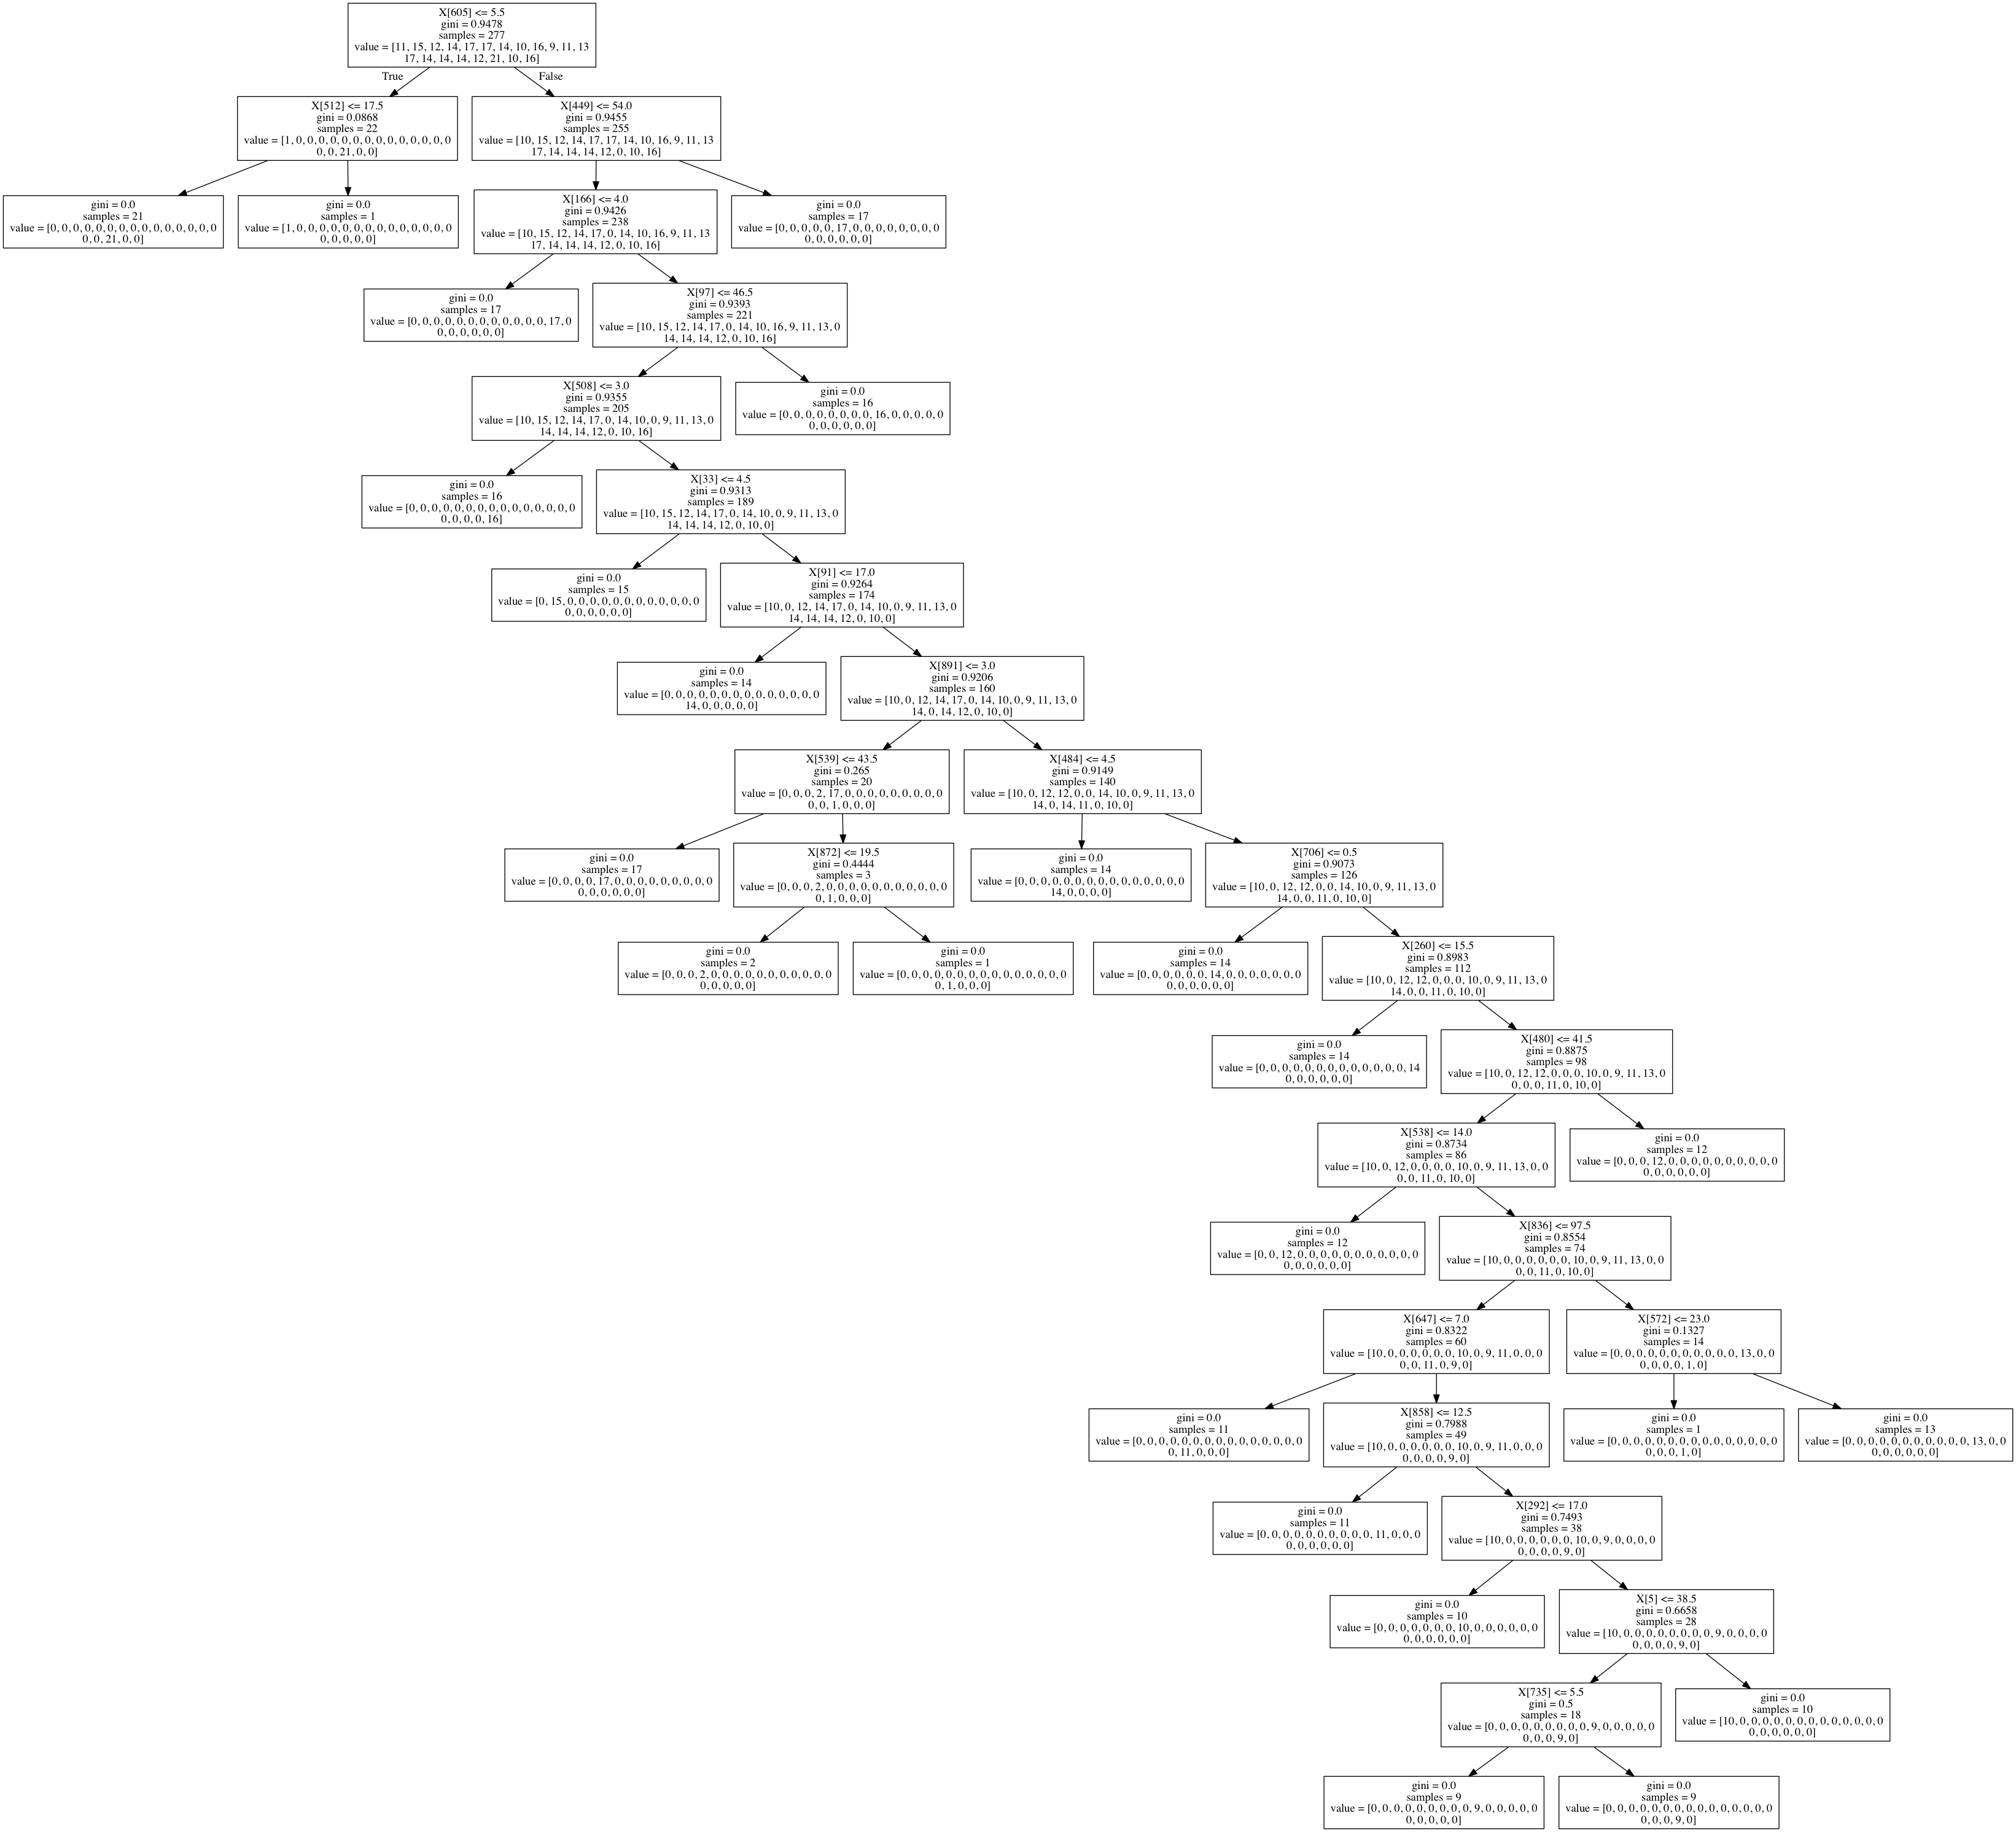 X[605] <= 5.5
gini = 0.9478
samples = 277
value = [11, 15, 12, 14, 17, 17, 14, 10, 16, 9, 11, 13
17, 14, 14, 14, 12, 21, 10, 16]
True
False
X[512] <= 17.5
gini = 0.0868
samples = 22
value = [1, 0, 0, 0, 0, 0, 0, 0, 0, 0, 0, 0, 0, 0, 0
0, 0, 21, 0, 0]
X[449] <= 54.0
gini = 0.9455
samples = 255
value = [10, 15, 12, 14, 17, 17, 14, 10, 16, 9, 11, 13
17, 14, 14, 14, 12, 0, 10, 16]
gini = 0.0
samples = 21
value = [0, 0, 0, 0, 0, 0, 0, 0, 0, 0, 0, 0, 0, 0, 0
0, 0, 21, 0, 0]
gini = 0.0
samples = 1
value = [1, 0, 0, 0, 0, 0, 0, 0, 0, 0, 0, 0, 0, 0, 0
0, 0, 0, 0, 0]
X[166] <= 4.0
gini = 0.9426
samples = 238
value = [10, 15, 12, 14, 17, 0, 14, 10, 16, 9, 11, 13
17, 14, 14, 14, 12, 0, 10, 16]
gini = 0.0
samples = 17
value = [0, 0, 0, 0, 0, 17, 0, 0, 0, 0, 0, 0, 0, 0
0, 0, 0, 0, 0, 0]
gini = 0.0
samples = 17
value = [0, 0, 0, 0, 0, 0, 0, 0, 0, 0, 0, 0, 17, 0
0, 0, 0, 0, 0, 0]
X[97] <= 46.5
gini = 0.9393
samples = 221
value = [10, 15, 12, 14, 17, 0, 14, 10, 16, 9, 11, 13, 0
14, 14, 14, 12, 0, 10, 16]
X[508] <= 3.0
gini = 0.9355
samples = 205
value = [10, 15, 12, 14, 17, 0, 14, 10, 0, 9, 11, 13, 0
14, 14, 14, 12, 0, 10, 16]
gini = 0.0
samples = 16
value = [0, 0, 0, 0, 0, 0, 0, 0, 16, 0, 0, 0, 0, 0
0, 0, 0, 0, 0, 0]
gini = 0.0
samples = 16
value = [0, 0, 0, 0, 0, 0, 0, 0, 0, 0, 0, 0, 0, 0, 0
0, 0, 0, 0, 16]
X[33] <= 4.5
gini = 0.9313
samples = 189
value = [10, 15, 12, 14, 17, 0, 14, 10, 0, 9, 11, 13, 0
14, 14, 14, 12, 0, 10, 0]
gini = 0.0
samples = 15
value = [0, 15, 0, 0, 0, 0, 0, 0, 0, 0, 0, 0, 0, 0
0, 0, 0, 0, 0, 0]
X[91] <= 17.0
gini = 0.9264
samples = 174
value = [10, 0, 12, 14, 17, 0, 14, 10, 0, 9, 11, 13, 0
14, 14, 14, 12, 0, 10, 0]
gini = 0.0
samples = 14
value = [0, 0, 0, 0, 0, 0, 0, 0, 0, 0, 0, 0, 0, 0
14, 0, 0, 0, 0, 0]
X[891] <= 3.0
gini = 0.9206
samples = 160
value = [10, 0, 12, 14, 17, 0, 14, 10, 0, 9, 11, 13, 0
14, 0, 14, 12, 0, 10, 0]
X[539] <= 43.5
gini = 0.265
samples = 20
value = [0, 0, 0, 2, 17, 0, 0, 0, 0, 0, 0, 0, 0, 0
0, 0, 1, 0, 0, 0]
X[484] <= 4.5
gini = 0.9149
samples = 140
value = [10, 0, 12, 12, 0, 0, 14, 10, 0, 9, 11, 13, 0
14, 0, 14, 11, 0, 10, 0]
gini = 0.0
samples = 17
value = [0, 0, 0, 0, 17, 0, 0, 0, 0, 0, 0, 0, 0, 0
0, 0, 0, 0, 0, 0]
X[872] <= 19.5
gini = 0.4444
samples = 3
value = [0, 0, 0, 2, 0, 0, 0, 0, 0, 0, 0, 0, 0, 0, 0
0, 1, 0, 0, 0]
gini = 0.0
samples = 14
value = [0, 0, 0, 0, 0, 0, 0, 0, 0, 0, 0, 0, 0, 0, 0
14, 0, 0, 0, 0]
X[706] <= 0.5
gini = 0.9073
samples = 126
value = [10, 0, 12, 12, 0, 0, 14, 10, 0, 9, 11, 13, 0
14, 0, 0, 11, 0, 10, 0]
gini = 0.0
samples = 2
value = [0, 0, 0, 2, 0, 0, 0, 0, 0, 0, 0, 0, 0, 0, 0
0, 0, 0, 0, 0]
gini = 0.0
samples = 1
value = [0, 0, 0, 0, 0, 0, 0, 0, 0, 0, 0, 0, 0, 0, 0
0, 1, 0, 0, 0]
gini = 0.0
samples = 14
value = [0, 0, 0, 0, 0, 0, 14, 0, 0, 0, 0, 0, 0, 0
0, 0, 0, 0, 0, 0]
X[260] <= 15.5
gini = 0.8983
samples = 112
value = [10, 0, 12, 12, 0, 0, 0, 10, 0, 9, 11, 13, 0
14, 0, 0, 11, 0, 10, 0]
gini = 0.0
samples = 14
value = [0, 0, 0, 0, 0, 0, 0, 0, 0, 0, 0, 0, 0, 14
0, 0, 0, 0, 0, 0]
X[480] <= 41.5
gini = 0.8875
samples = 98
value = [10, 0, 12, 12, 0, 0, 0, 10, 0, 9, 11, 13, 0
0, 0, 0, 11, 0, 10, 0]
X[538] <= 14.0
gini = 0.8734
samples = 86
value = [10, 0, 12, 0, 0, 0, 0, 10, 0, 9, 11, 13, 0, 0
0, 0, 11, 0, 10, 0]
gini = 0.0
samples = 12
value = [0, 0, 0, 12, 0, 0, 0, 0, 0, 0, 0, 0, 0, 0
0, 0, 0, 0, 0, 0]
gini = 0.0
samples = 12
value = [0, 0, 12, 0, 0, 0, 0, 0, 0, 0, 0, 0, 0, 0
0, 0, 0, 0, 0, 0]
X[836] <= 97.5
gini = 0.8554
samples = 74
value = [10, 0, 0, 0, 0, 0, 0, 10, 0, 9, 11, 13, 0, 0
0, 0, 11, 0, 10, 0]
X[647] <= 7.0
gini = 0.8322
samples = 60
value = [10, 0, 0, 0, 0, 0, 0, 10, 0, 9, 11, 0, 0, 0
0, 0, 11, 0, 9, 0]
X[572] <= 23.0
gini = 0.1327
samples = 14
value = [0, 0, 0, 0, 0, 0, 0, 0, 0, 0, 0, 13, 0, 0
0, 0, 0, 0, 1, 0]
gini = 0.0
samples = 11
value = [0, 0, 0, 0, 0, 0, 0, 0, 0, 0, 0, 0, 0, 0, 0
0, 11, 0, 0, 0]
X[858] <= 12.5
gini = 0.7988
samples = 49
value = [10, 0, 0, 0, 0, 0, 0, 10, 0, 9, 11, 0, 0, 0
0, 0, 0, 0, 9, 0]
gini = 0.0
samples = 1
value = [0, 0, 0, 0, 0, 0, 0, 0, 0, 0, 0, 0, 0, 0, 0
0, 0, 0, 1, 0]
gini = 0.0
samples = 13
value = [0, 0, 0, 0, 0, 0, 0, 0, 0, 0, 0, 13, 0, 0
0, 0, 0, 0, 0, 0]
gini = 0.0
samples = 11
value = [0, 0, 0, 0, 0, 0, 0, 0, 0, 0, 11, 0, 0, 0
0, 0, 0, 0, 0, 0]
X[292] <= 17.0
gini = 0.7493
samples = 38
value = [10, 0, 0, 0, 0, 0, 0, 10, 0, 9, 0, 0, 0, 0
0, 0, 0, 0, 9, 0]
gini = 0.0
samples = 10
value = [0, 0, 0, 0, 0, 0, 0, 10, 0, 0, 0, 0, 0, 0
0, 0, 0, 0, 0, 0]
X[5] <= 38.5
gini = 0.6658
samples = 28
value = [10, 0, 0, 0, 0, 0, 0, 0, 0, 9, 0, 0, 0, 0
0, 0, 0, 0, 9, 0]
X[735] <= 5.5
gini = 0.5
samples = 18
value = [0, 0, 0, 0, 0, 0, 0, 0, 0, 9, 0, 0, 0, 0, 0
0, 0, 0, 9, 0]
gini = 0.0
samples = 10
value = [10, 0, 0, 0, 0, 0, 0, 0, 0, 0, 0, 0, 0, 0
0, 0, 0, 0, 0, 0]
gini = 0.0
samples = 9
value = [0, 0, 0, 0, 0, 0, 0, 0, 0, 9, 0, 0, 0, 0, 0
0, 0, 0, 0, 0]
gini = 0.0
samples = 9
value = [0, 0, 0, 0, 0, 0, 0, 0, 0, 0, 0, 0, 0, 0, 0
0, 0, 0, 9, 0]